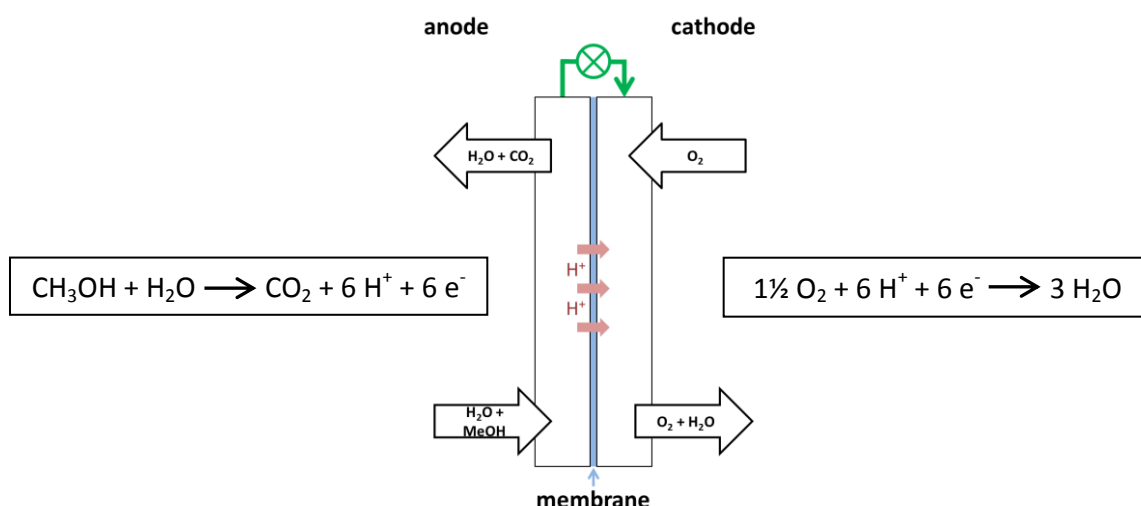 anode
cathode
H₂O + CO₂
O₂
H⁺
CH₃OH + H₂O ⟶ CO₂ + 6 H⁺ + 6 e⁻
1½ O₂ + 6 H⁺ + 6 e⁻ ⟶ 3 H₂O
H⁺
H₂O +
MeOH
O₂ + H₂O
membrane